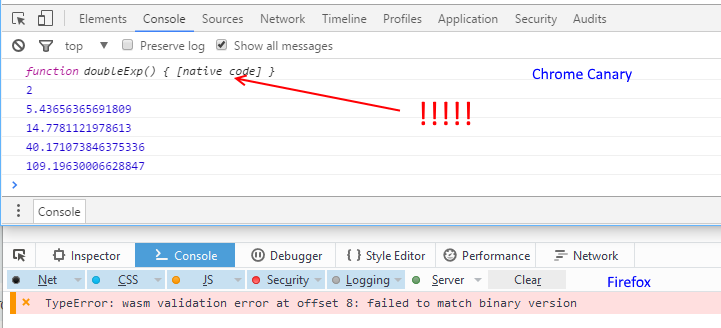 Elements Console Sources Network Timeline Profiles Application Security Audits
top Preserve log Show all messages
function doubleExp() { [native code] } Chrome Canary
2
!!!!!
5.43656365691809
14.7781121978613
40.171073846375336
109.19630006628847
>
Console
Inspector Console Debugger Style Editor Performance Network
Net CSS JS Security Logging Server Clear Firefox
TypeError: wasm validation error at offset 8: failed to match binary version